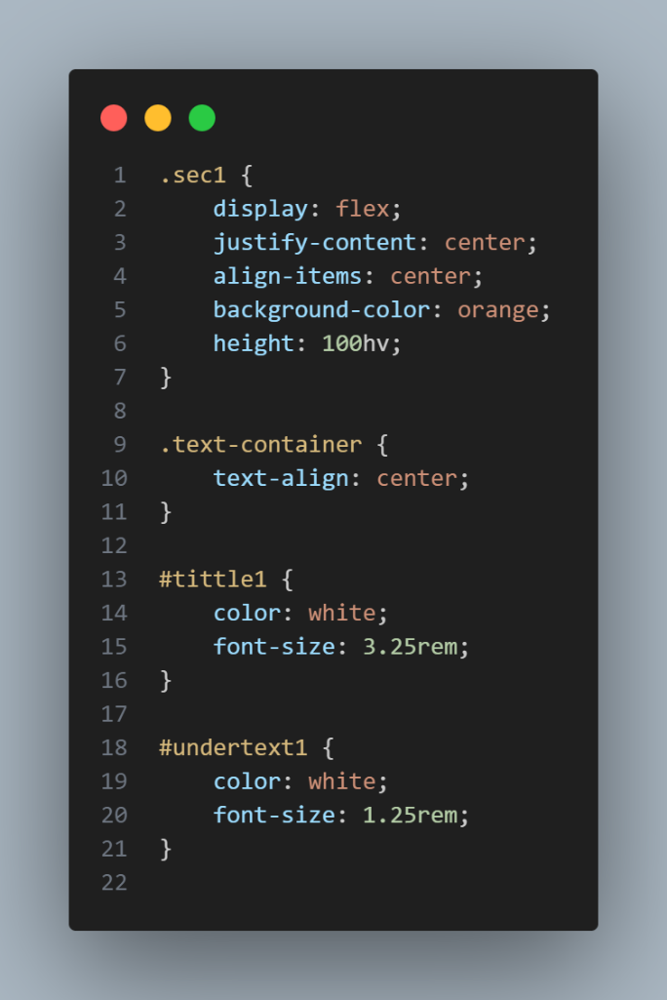 1 .sec1 {
2     display: flex;
3     justify-content: center;
4     align-items: center;
5     background-color: orange;
6     height: 100hv;
7 }
8
9 .text-container {
10     text-align: center;
11 }
12
13 #tittle1 {
14     color: white;
15     font-size: 3.25rem;
16 }
17
18 #undertext1 {
19     color: white;
20     font-size: 1.25rem;
21 }
22